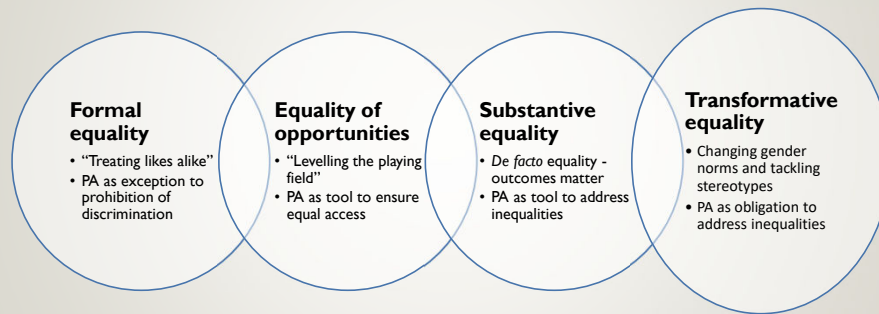 Formal
equality
• “Treating likes alike”
• PA as exception to
prohibition of
discrimination
Equality of
opportunities
• “Levelling the playing
field”
• PA as tool to ensure
equal access
Substantive
equality
• De facto equality -
outcomes matter
• PA as tool to address
inequalities
Transformative
equality
• Changing gender
norms and tackling
stereotypes
• PA as obligation to
address inequalities